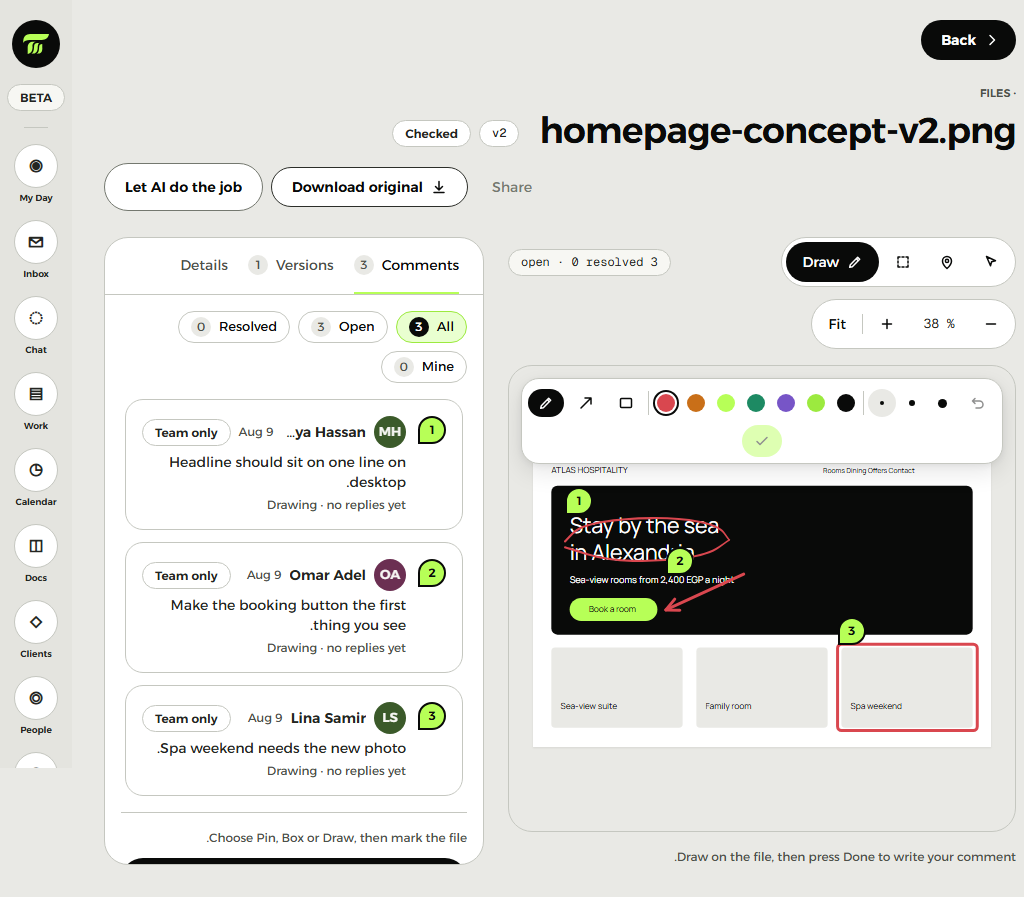 BETA
My Day
Inbox
Chat
Work
Calendar
Docs
Clients
People
Back
FILES ·
homepage-concept-v2.png
v2
Checked
Let AI do the job
Download original
Share
Details
1 Versions
3 Comments
0 Resolved
3 Open
3 All
0 Mine
1
MH
...ya Hassan
Aug 9
Team only
Headline should sit on one line on
.desktop
Drawing · no replies yet
2
OA
Omar Adel
Aug 9
Team only
Make the booking button the first
.thing you see
Drawing · no replies yet
3
LS
Lina Samir
Aug 9
Team only
.Spa weekend needs the new photo
Drawing · no replies yet
.Choose Pin, Box or Draw, then mark the file
open · 0 resolved 3
Draw
Fit
38 %
ATLAS HOSPITALITY
Rooms Dining Offers Contact
1
Stay by the sea
in Alexandria
2
Sea-view rooms from 2,400 EGP a night
Book a room
3
Sea-view suite
Family room
Spa weekend
.Draw on the file, then press Done to write your comment